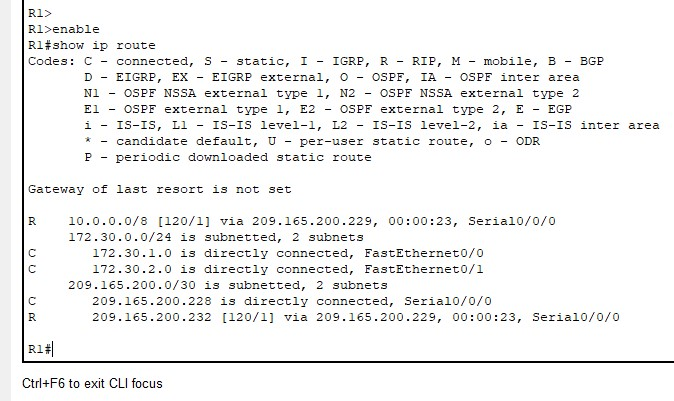 R1>
R1>enable
R1#show ip route
Codes: C - connected, S - static, I - IGRP, R - RIP, M - mobile, B - BGP
D - EIGRP, EX - EIGRP external, O - OSPF, IA - OSPF inter area
N1 - OSPF NSSA external type 1, N2 - OSPF NSSA external type 2
E1 - OSPF external type 1, E2 - OSPF external type 2, E - EGP
i - IS-IS, L1 - IS-IS level-1, L2 - IS-IS level-2, ia - IS-IS inter area
* - candidate default, U - per-user static route, o - ODR
P - periodic downloaded static route
Gateway of last resort is not set
R 10.0.0.0/8 [120/1] via 209.165.200.229, 00:00:23, Serial0/0/0
172.30.0.0/24 is subnetted, 2 subnets
C 172.30.1.0 is directly connected, FastEthernet0/0
C 172.30.2.0 is directly connected, FastEthernet0/1
209.165.200.0/30 is subnetted, 2 subnets
C 209.165.200.228 is directly connected, Serial0/0/0
R 209.165.200.232 [120/1] via 209.165.200.229, 00:00:23, Serial0/0/0
R1#
Ctrl+F6 to exit CLI focus